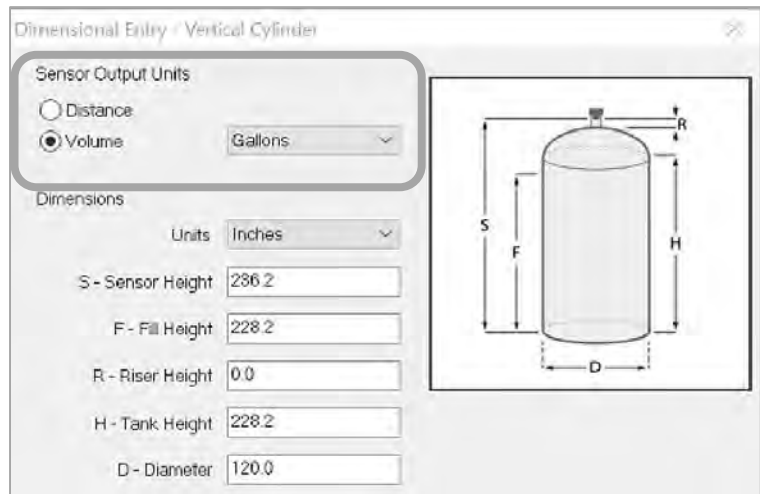 Dimensional Entry - Vertical Cylinder
Sensor Output Units
Distance
Volume Gallons
Dimensions
Units Inches
S - Sensor Height 236.2
F - Fill Height 228.2
R - Riser Height 0.0
H - Tank Height 228.2
D - Diameter 120.0
R
S
F
H
D